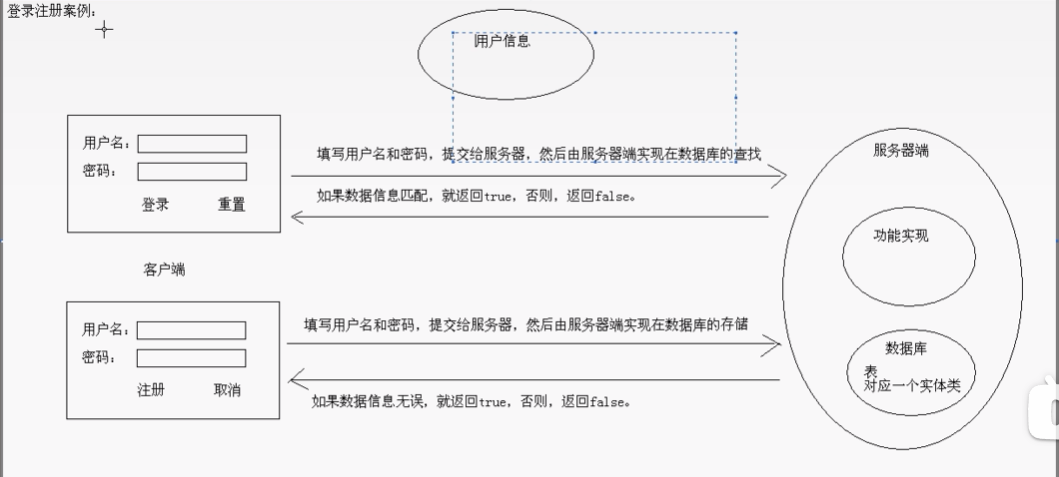 登录注册案例：
用户信息
用户名：
密码：
登录 重置
填写用户名和密码，提交给服务器，然后由服务器端实现在数据库的查找
如果数据信息匹配，就返回true，否则，返回false。
服务器端
功能实现
客户端
用户名：
密码：
注册 取消
填写用户名和密码，提交给服务器，然后由服务器端实现在数据库的存储
如果数据信息无误，就返回true，否则，返回false。
数据库
表
对应一个实体类